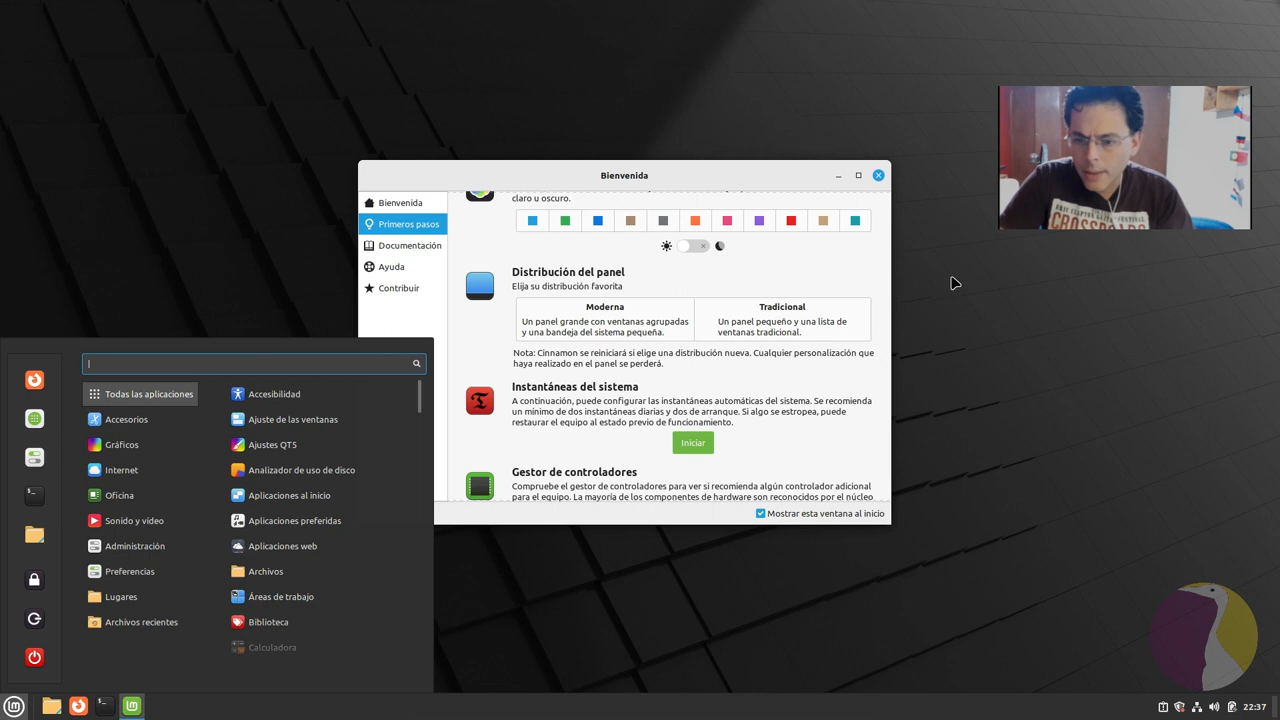 Bienvenida
Bienvenida
Primeros pasos
Documentación
Ayuda
Contribuir
claro u oscuro.
Distribución del panel
Elija su distribución favorita
Moderna
Un panel grande con ventanas agrupadas
y una bandeja del sistema pequeña.
Tradicional
Un panel pequeño y una lista de
ventanas tradicional.
Nota: Cinnamon se reiniciará si elige una distribución nueva. Cualquier personalización que
haya realizado en el panel se perderá.
Instantáneas del sistema
A continuación, puede configurar las instantáneas automáticas del sistema. Se recomienda
un mínimo de dos instantáneas diarias y dos de arranque. Si algo se estropea, puede
restaurar el equipo al estado previo de funcionamiento.
Iniciar
Gestor de controladores
Compruebe el gestor de controladores para ver si recomienda algún controlador adicional
para el equipo. La mayoría de los componentes de hardware son reconocidos por el núcleo
Mostrar esta ventana al inicio
Todas las aplicaciones
Accesorios
Gráficos
Internet
Oficina
Sonido y vídeo
Administración
Preferencias
Lugares
Archivos recientes
Accesibilidad
Ajuste de las ventanas
Ajustes QT5
Analizador de uso de disco
Aplicaciones al inicio
Aplicaciones preferidas
Aplicaciones web
Archivos
Áreas de trabajo
Biblioteca
Calculadora
22:37